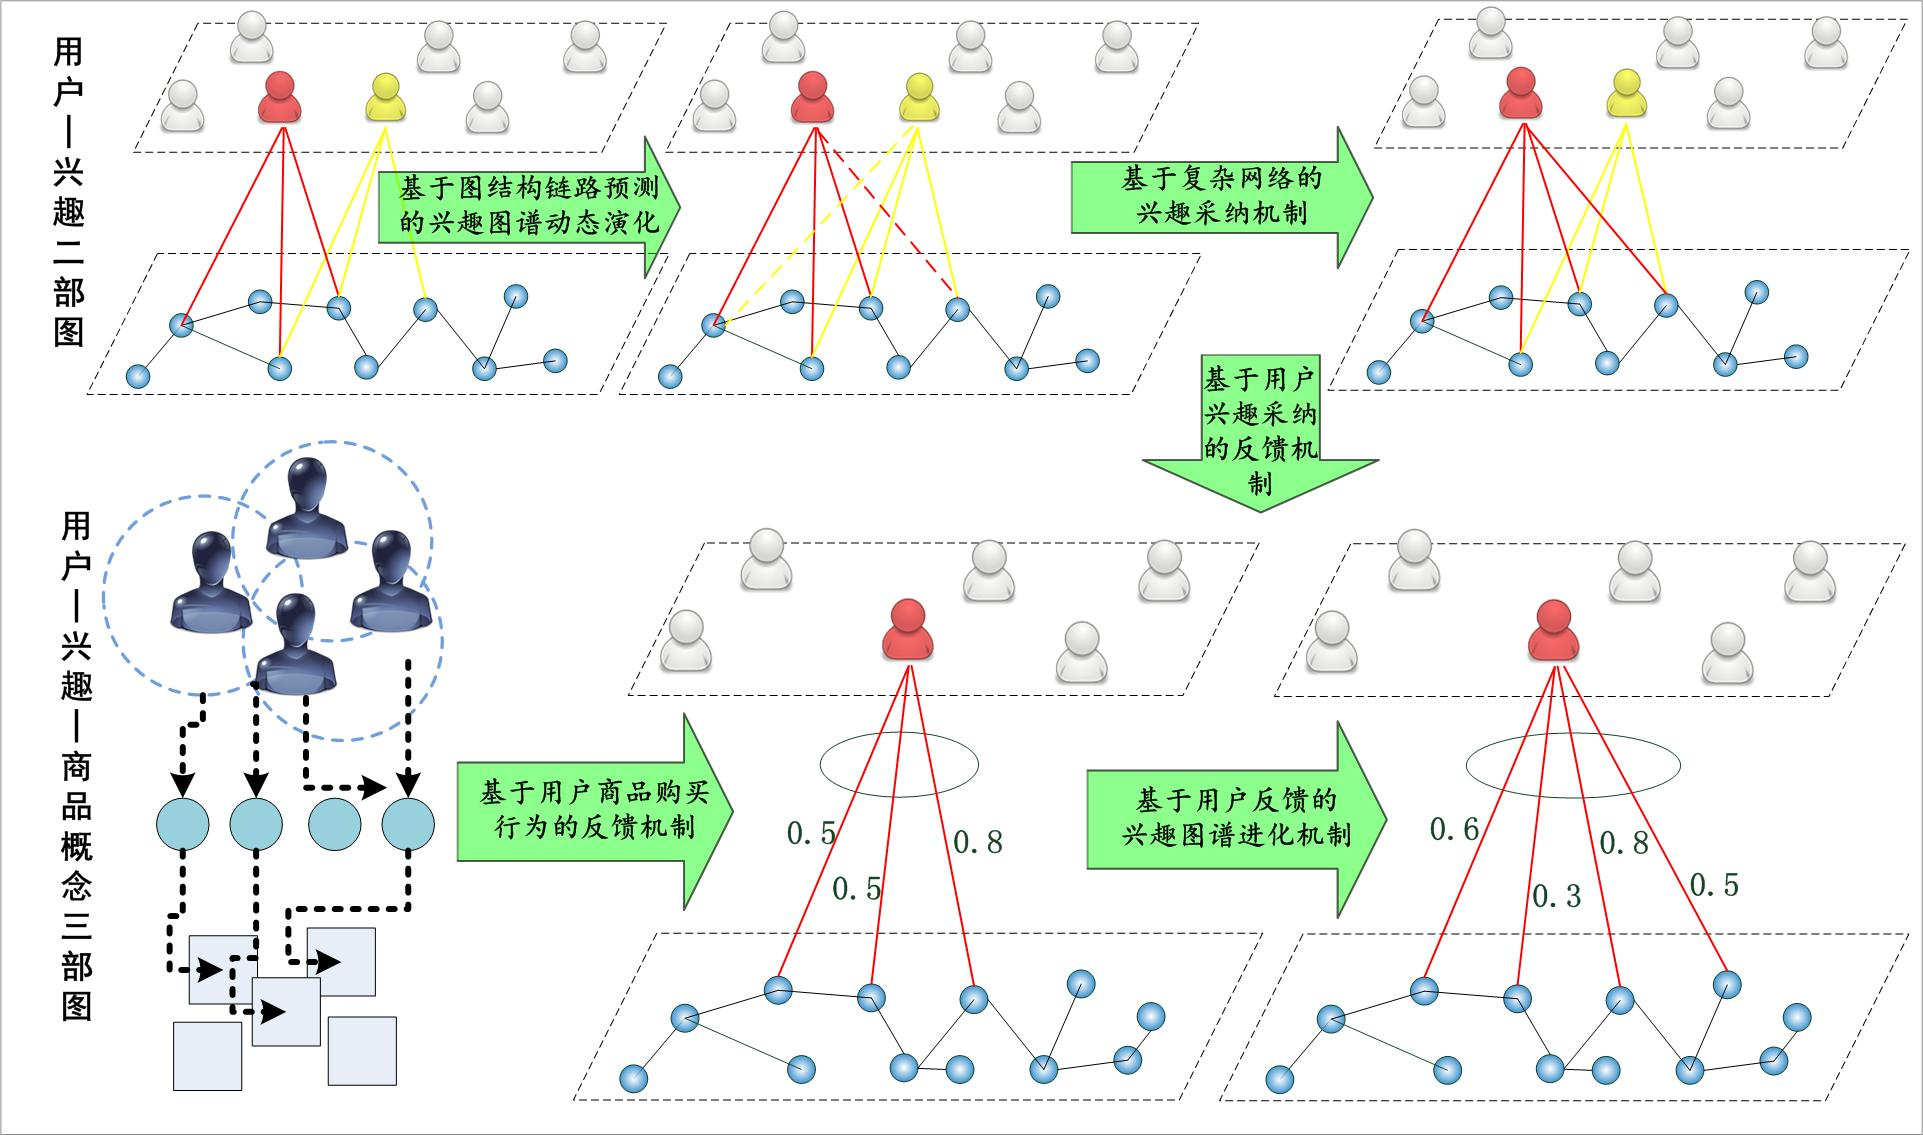 用户—兴趣二部图
基于图结构链路预测
的兴趣图谱动态演化
基于复杂网络的
兴趣采纳机制
基于用户
兴趣采纳
的反馈机
制
用户—兴趣—商品概念三部图
基于用户商品购买
行为的反馈机制
0.5
0.5
0.8
基于用户反馈的
兴趣图谱进化机制
0.6
0.3
0.8
0.5